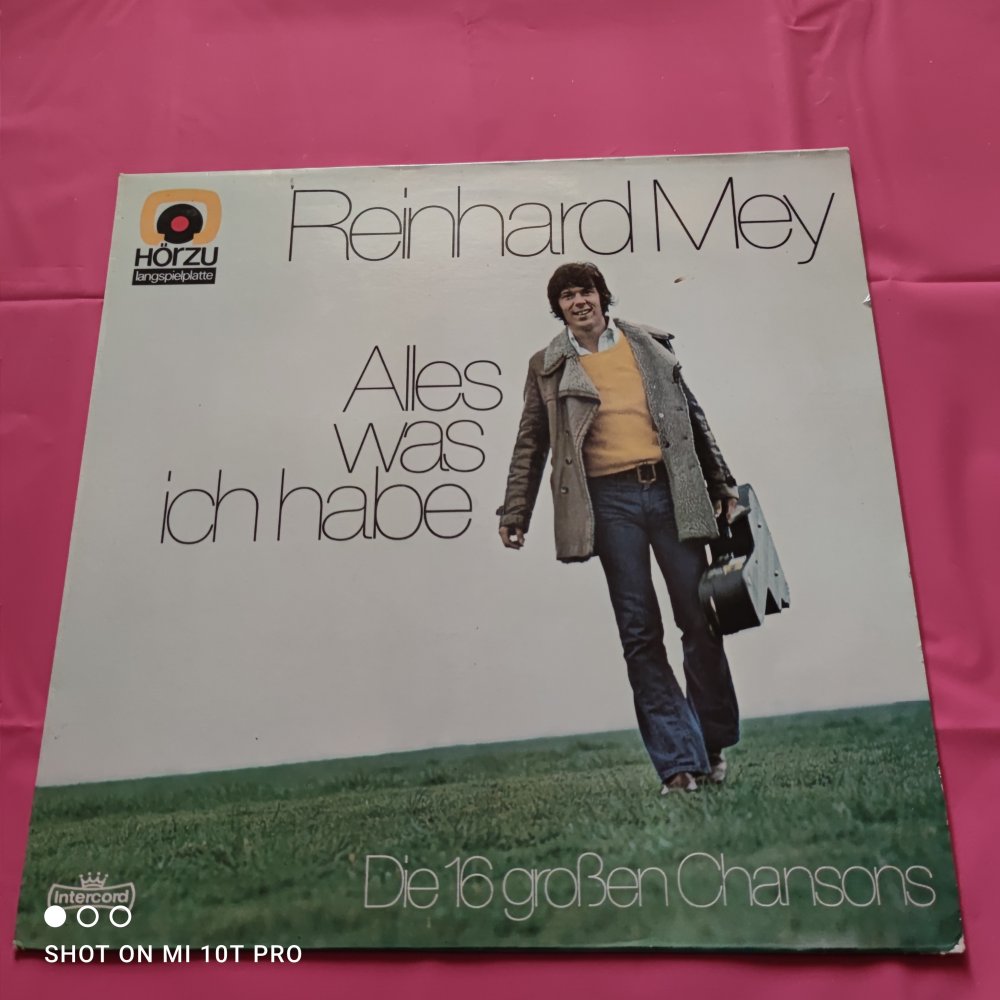 Reinhard Mey
HÖRZU
langspielplatte
Alles
was
ich habe
Die 16 großen Chansons
Intercord
SHOT ON MI 10T PRO